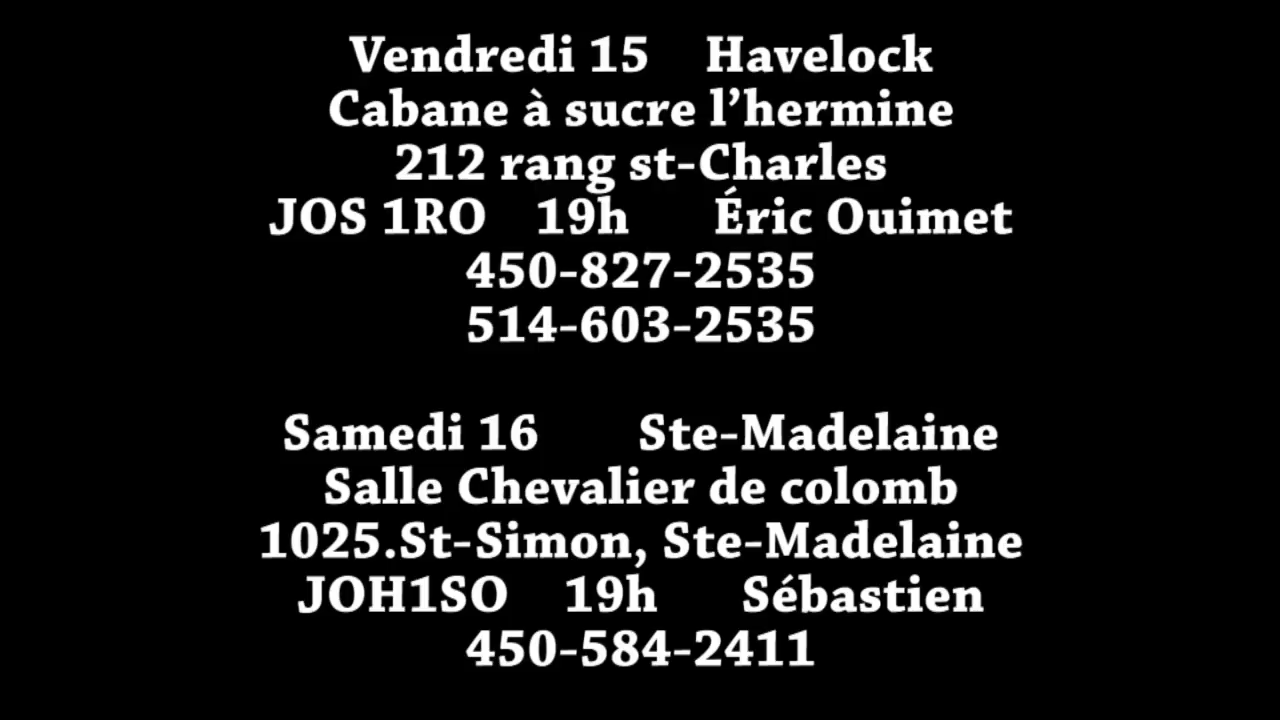 Vendredi 15 Havelock
Cabane à sucre l’hermine
212 rang st-Charles
JOS 1RO 19h Éric Ouimet
450-827-2535
514-603-2535
Samedi 16 Ste-Madelaine
Salle Chevalier de colomb
1025.St-Simon, Ste-Madelaine
JOH1SO 19h Sébastien
450-584-2411